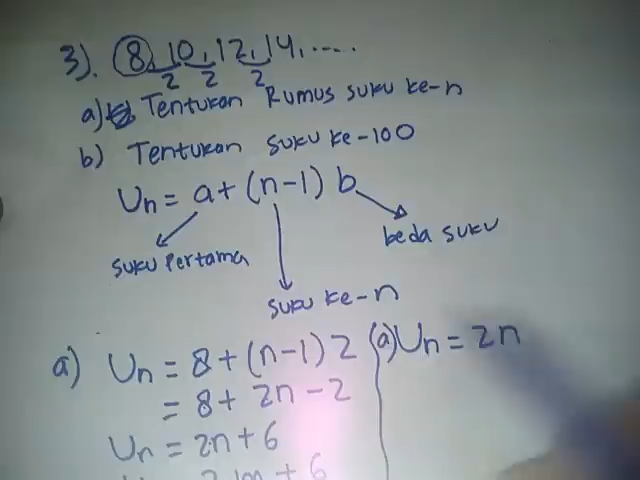 3). 8, 10, 12, 14, .....
2 2 2
a) Tentukan Rumus suku ke-n
b) Tentukan suku ke-100
Un = a + (n-1) b
suku Pertama
beda suku
suku ke-n
a) Un = 8 + (n-1) 2
= 8 + 2n - 2
Un = 2n + 6
(a) Un = 2n